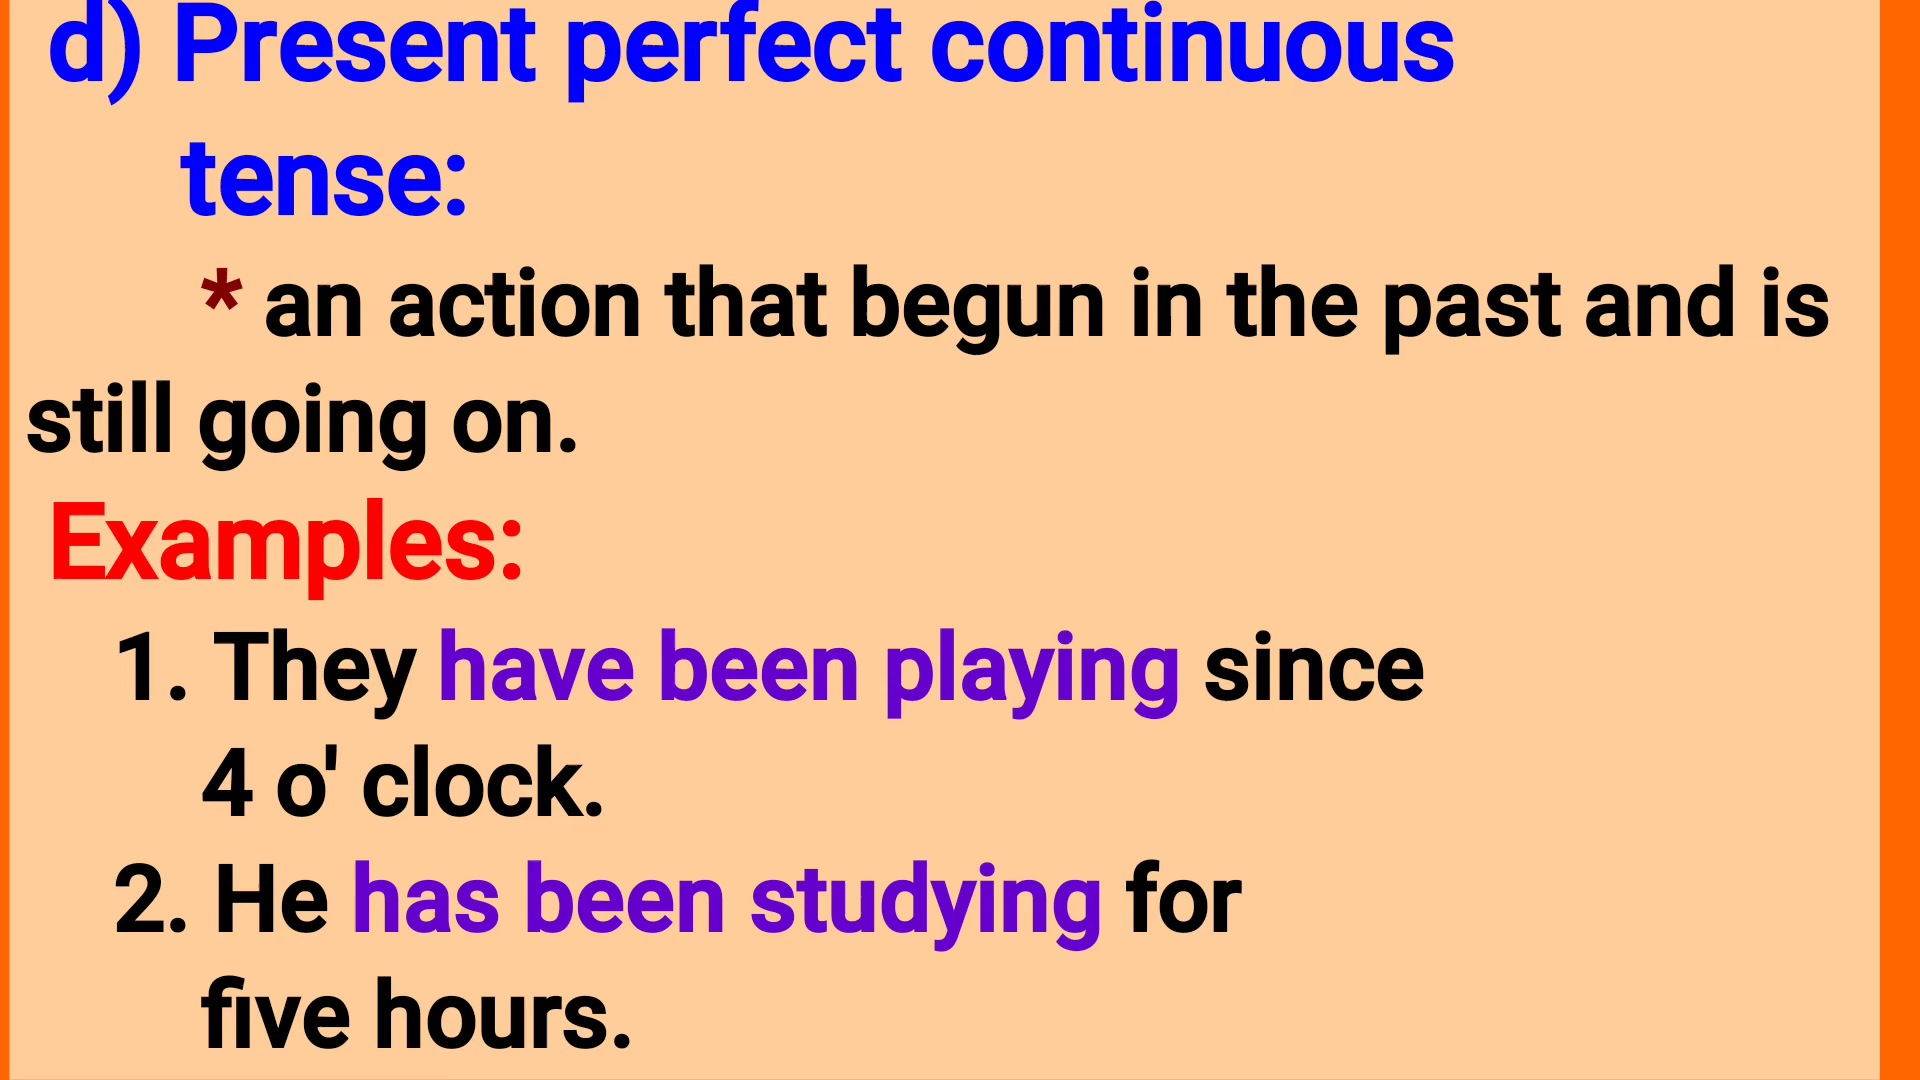 d) Present perfect continuous
tense:
* an action that begun in the past and is
still going on.
Examples:
1. They have been playing since
4 o' clock.
2. He has been studying for
five hours.